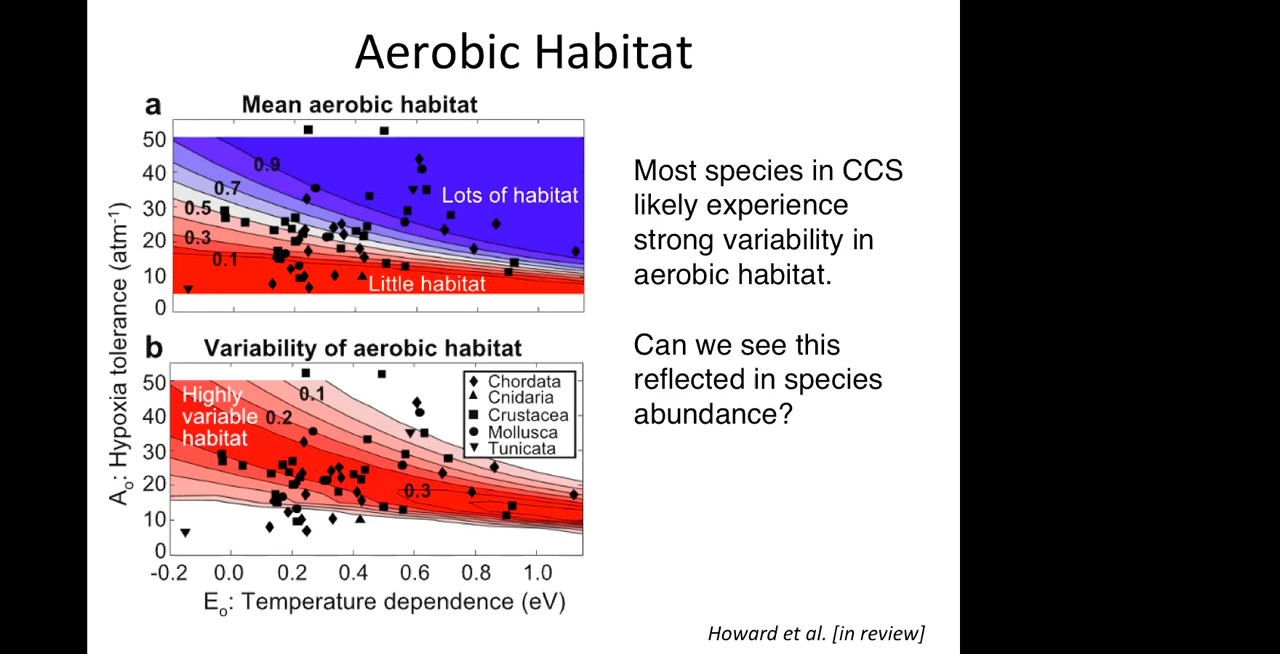 Aerobic Habitat
a
Mean aerobic habitat
50
40
30
20
10
0
0.9
0.7
0.5
0.3
0.1
Lots of habitat
Little habitat
Ao: Hypoxia tolerance (atm-1)
b
Variability of aerobic habitat
50
40
30
20
10
0
Highly
variable
habitat
0.1
0.2
0.3
Chordata
Cnidaria
Crustacea
Mollusca
Tunicata
-0.2 0.0 0.2 0.4 0.6 0.8 1.0
Eo: Temperature dependence (eV)
Most species in CCS
likely experience
strong variability in
aerobic habitat.
Can we see this
reflected in species
abundance?
Howard et al. [in review]